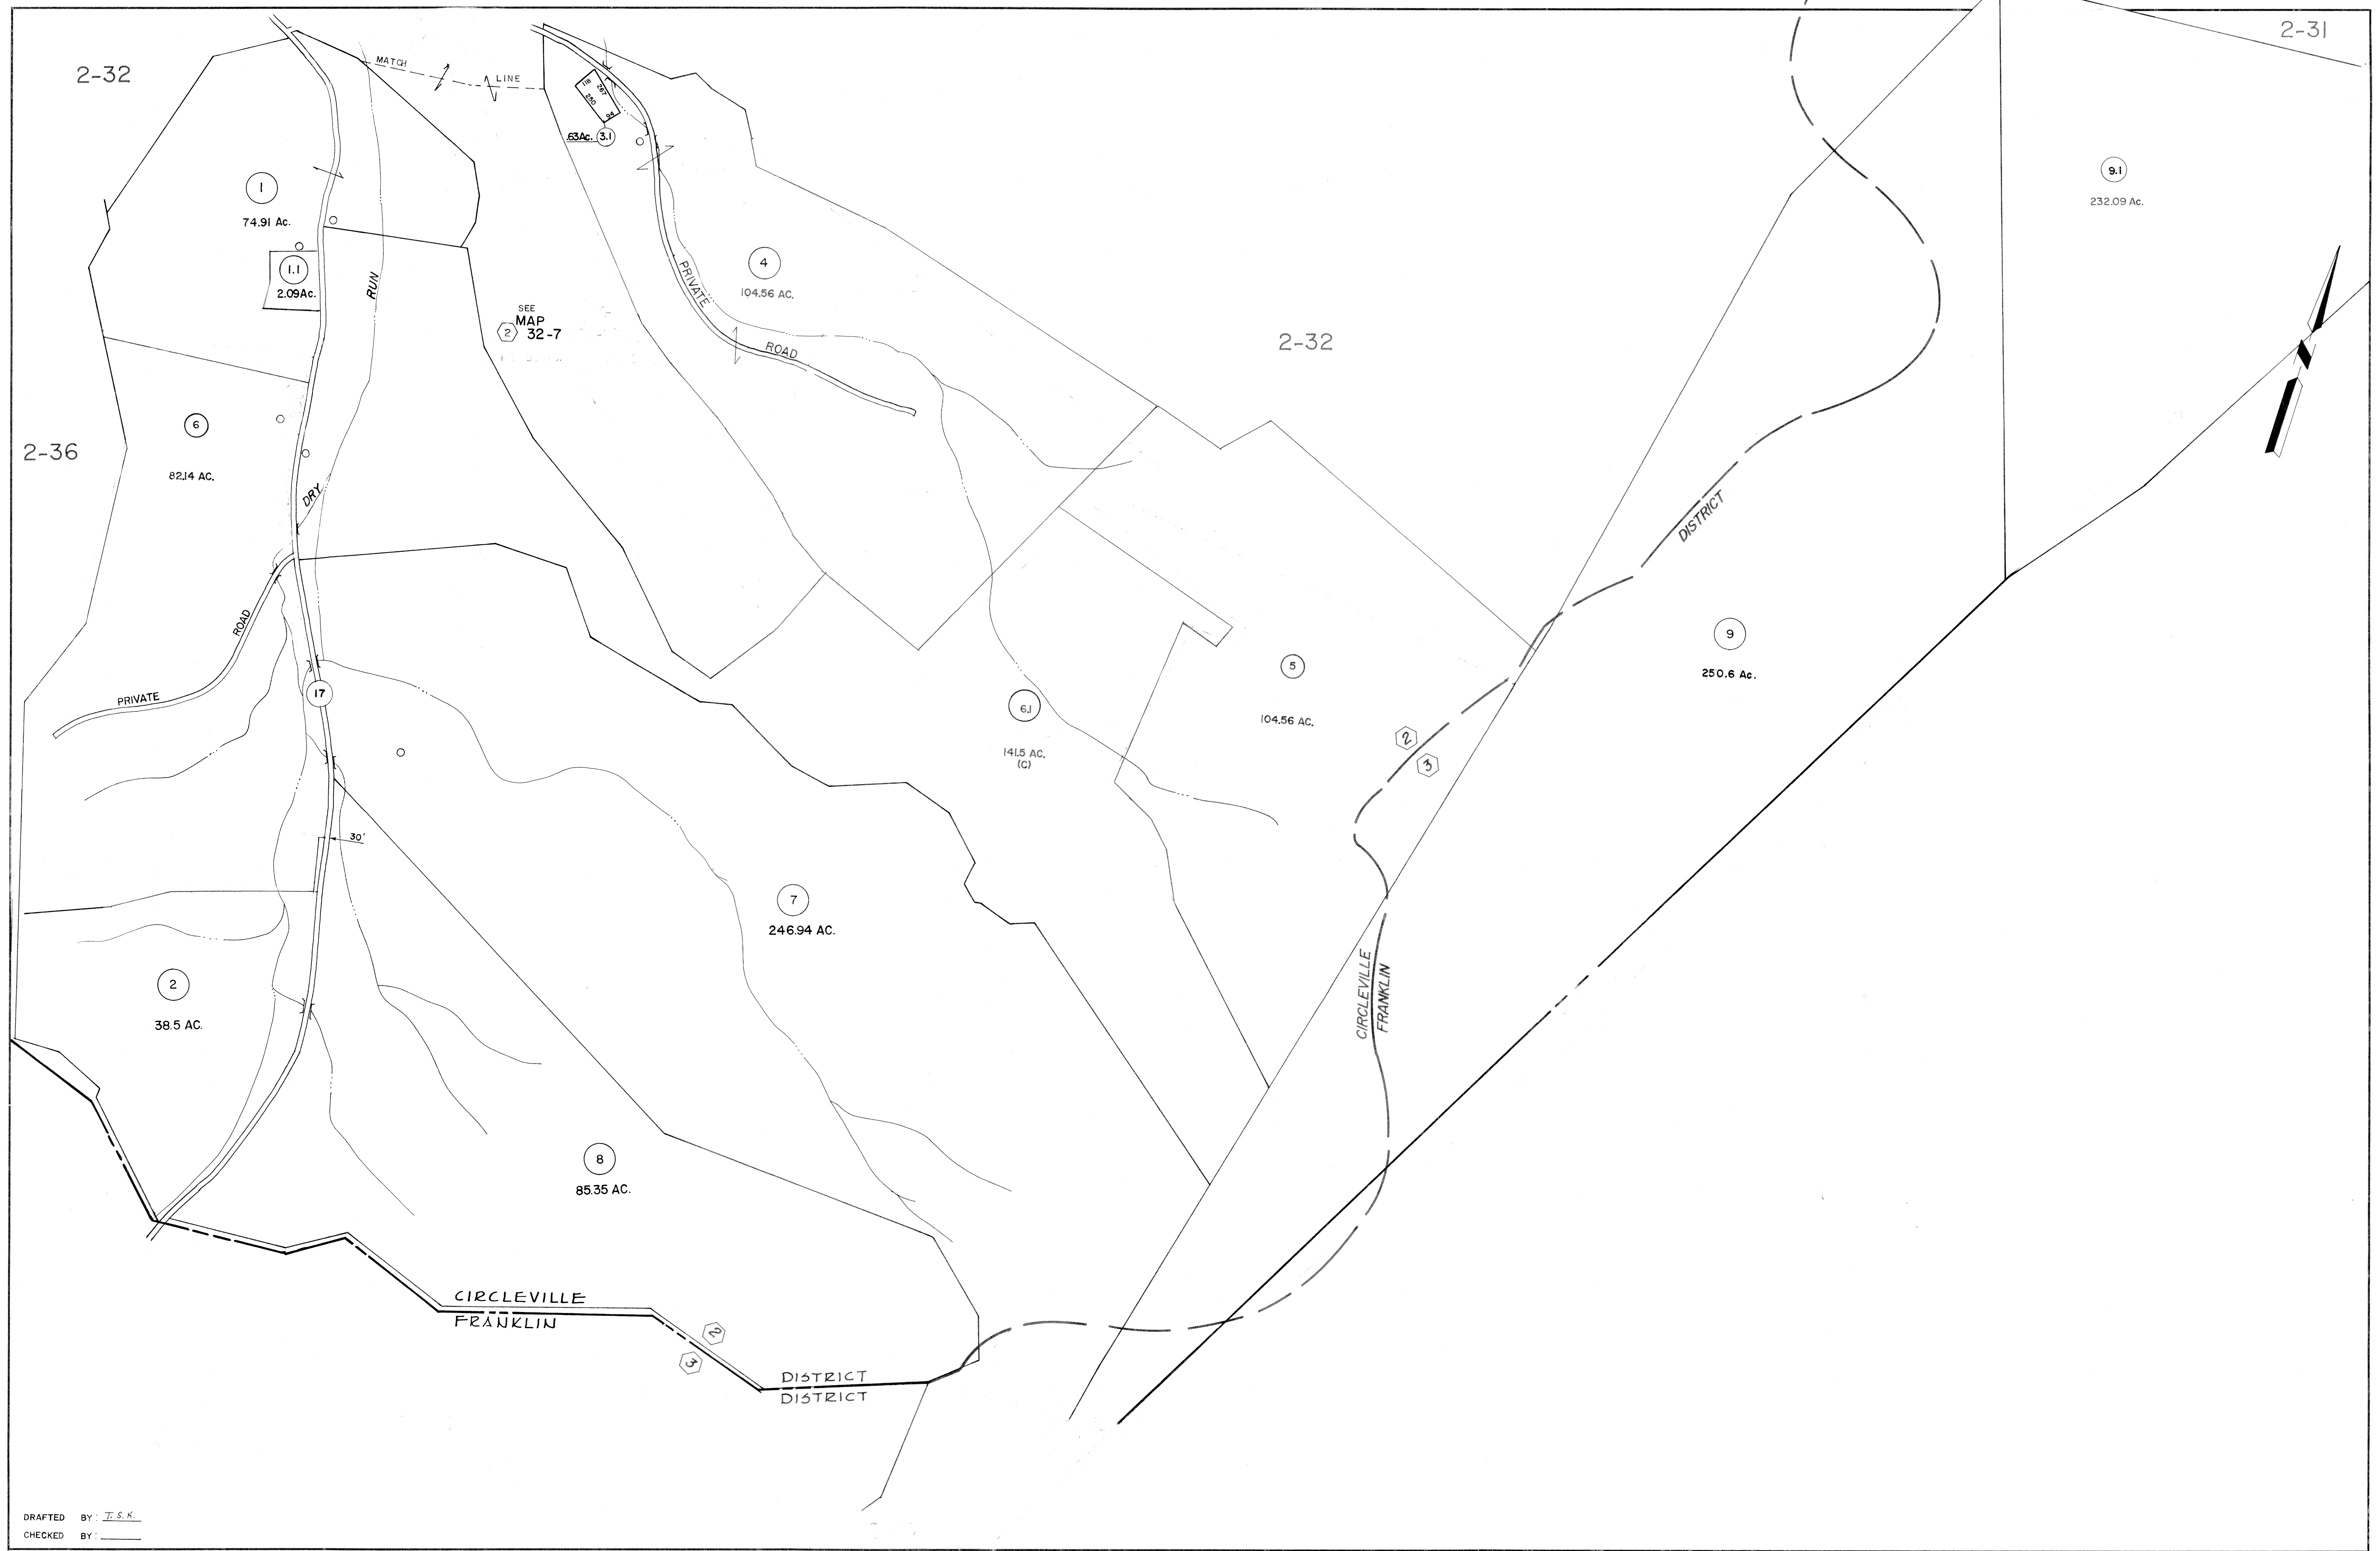 2-31
2-32
MATCH
LINE
118
267
250
94
.63Ac. 3.1
9.1
232.09 Ac.
1
74.91 Ac.
1.1
2.09Ac.
RUN
4
104.56 AC.
PRIVATE
ROAD
SEE
MAP
2 32-7
2-32
6
82.14 AC.
2-36
DRY
DISTRICT
ROAD
PRIVATE
17
9
250.6 Ac.
5
104.56 AC.
6.1
141.5 AC.
(C)
2
3
30'
7
246.94 AC.
2
38.5 AC.
CIRCLEVILLE
FRANKLIN
8
85.35 AC.
CIRCLEVILLE
FRANKLIN
2
3
DISTRICT
DISTRICT
DRAFTED BY: T. S. K.
CHECKED BY: